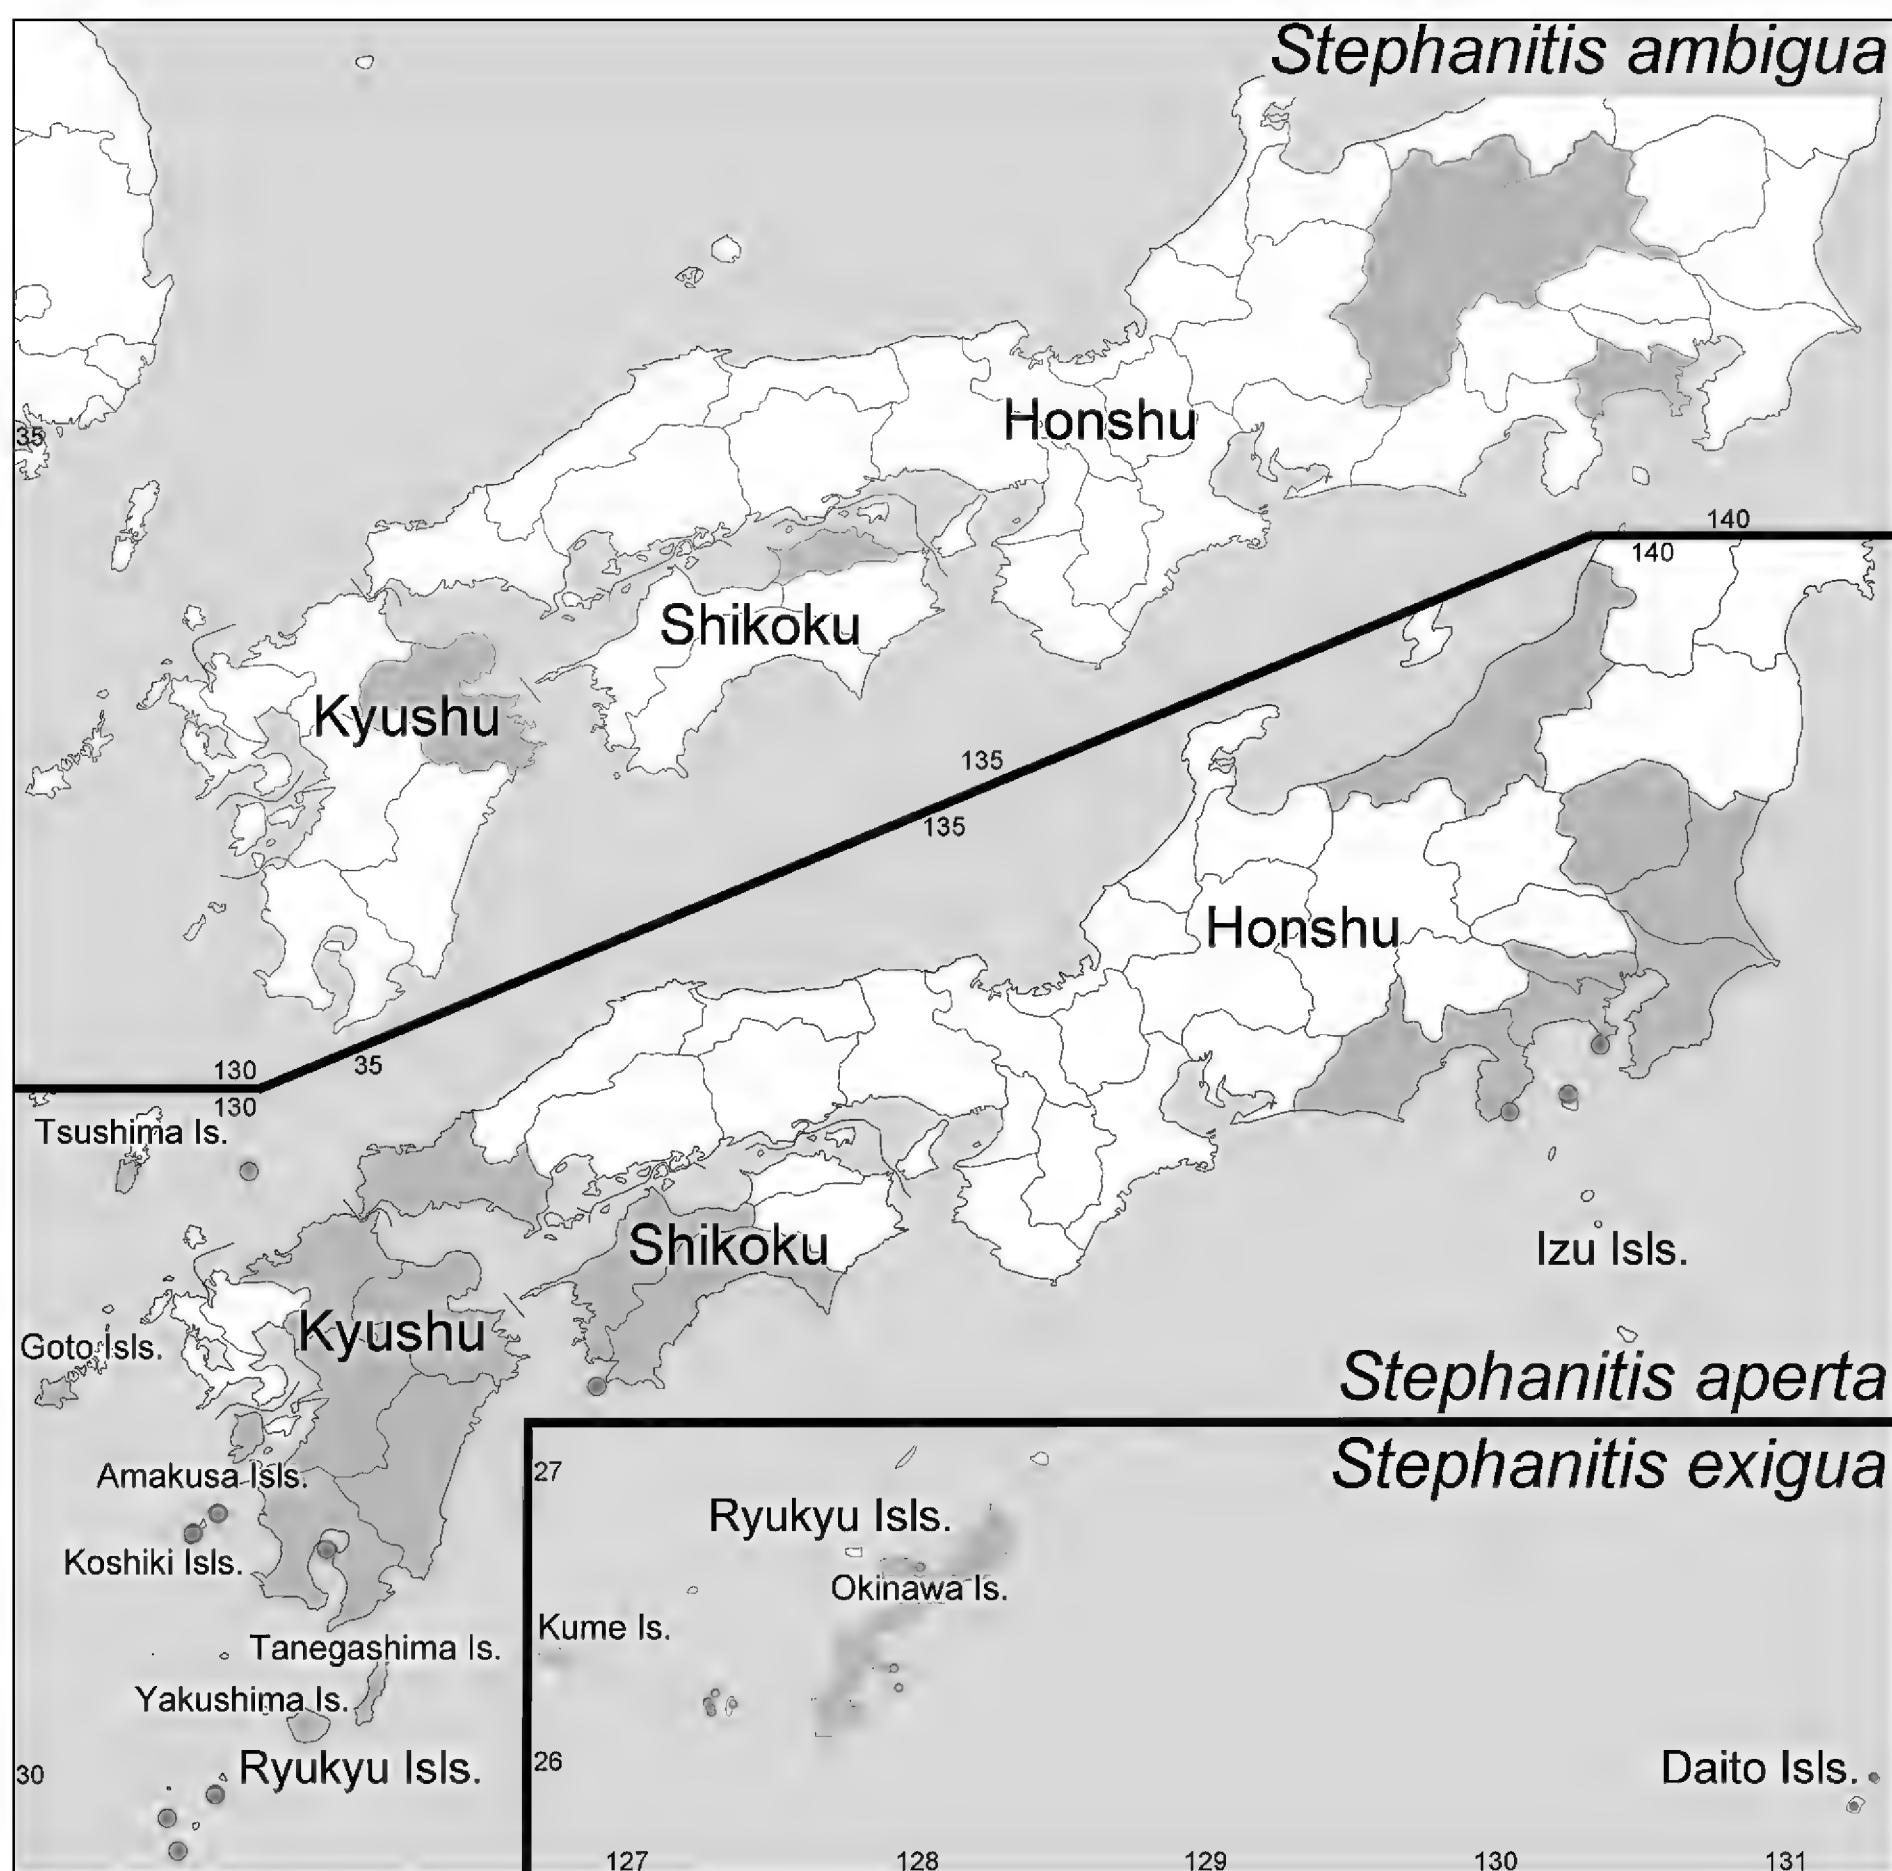 Stephanitis ambigua
35
Honshu
140
140
Shikoku
Kyushu
135
135
Honshu
35
130
130
Tsushima Is.
Shikoku
Izu Isls.
Kyushu
Goto Isls.
Stephanitis aperta
Stephanitis exigua
27
Amakusa Isls.
Ryukyu Isls.
Koshiki Isls.
Okinawa Is.
Kume Is.
Tanegashima Is.
Yakushima Is.
Ryukyu Isls.
26
Daito Isls.
30
127
128
129
130
131